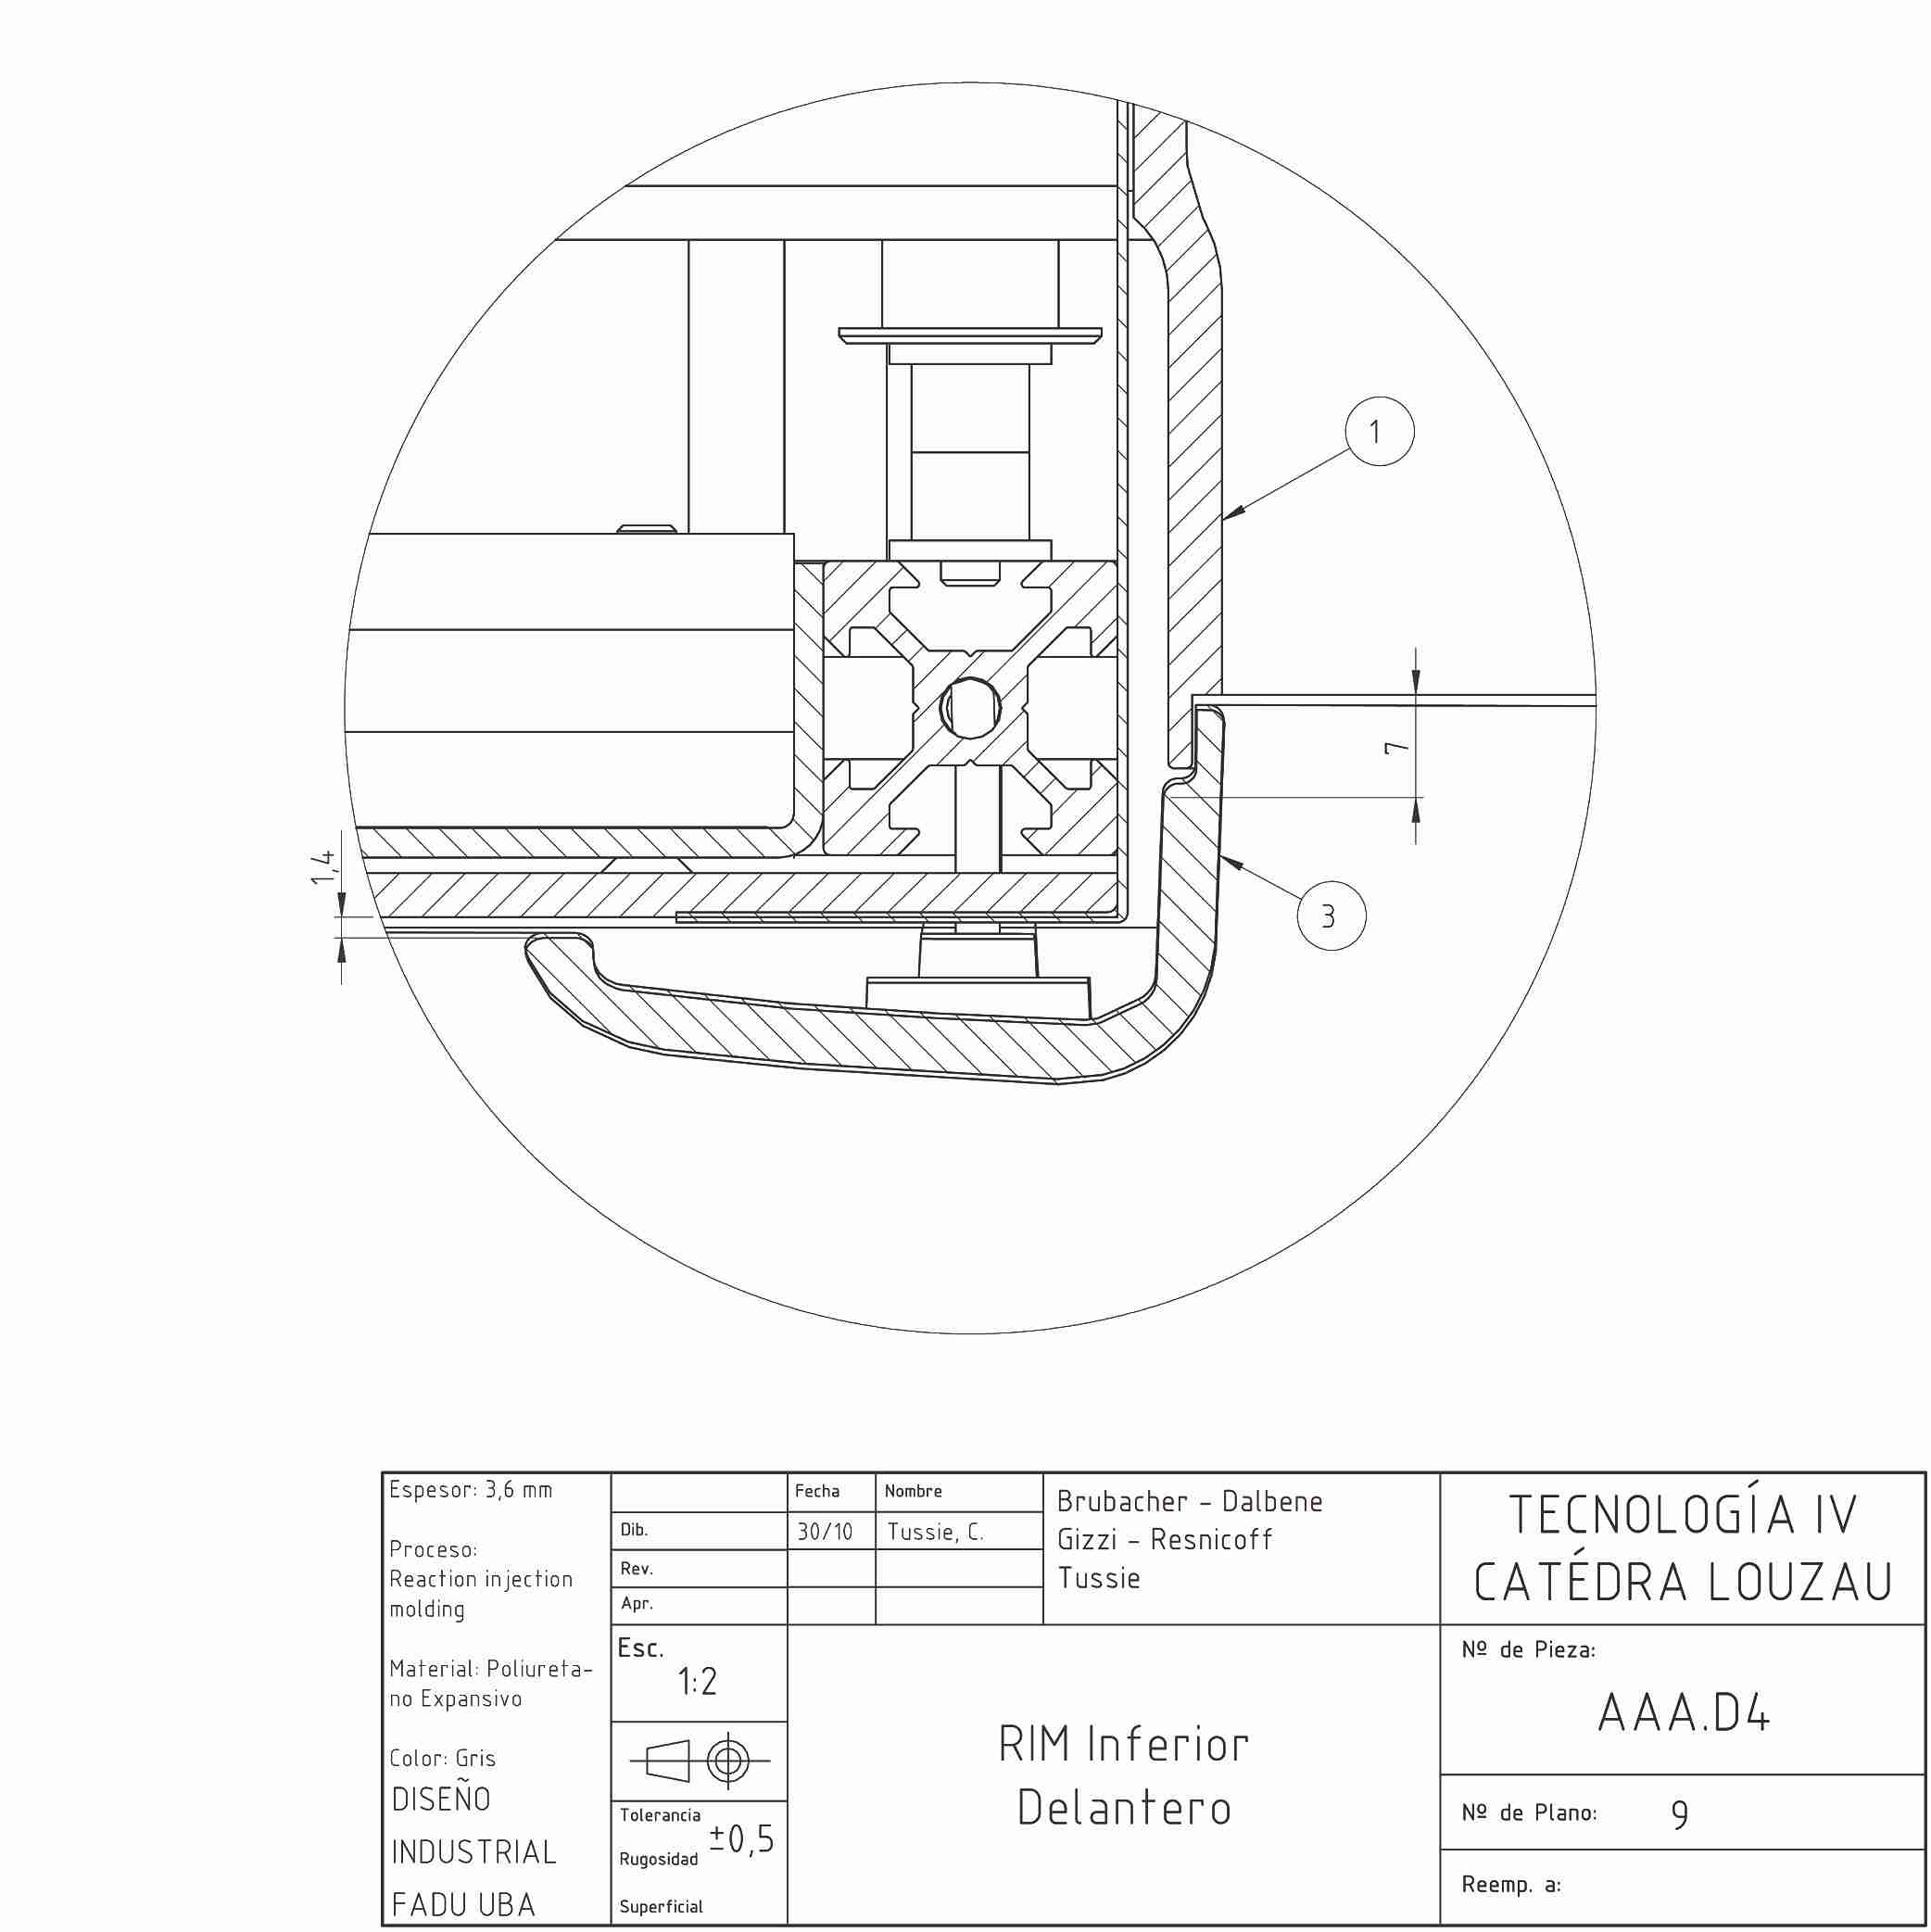 1
7
1,4
3
Espesor: 3,6 mm
Proceso:
Reaction injection
molding
Material: Poliureta-
no Expansivo
Color: Gris
DISEÑO
INDUSTRIAL
FADU UBA
Fecha
Nombre
Dib.
30/10
Tussie, C.
Rev.
Apr.
Esc.
1:2
Tolerancia
±0,5
Rugosidad
Superficial
Brubacher - Dalbene
Gizzi - Resnicoff
Tussie
RIM Inferior
Delantero
TECNOLOGÍA IV
CATÉDRA LOUZAU
Nº de Pieza:
AAA.D4
Nº de Plano: 9
Reemp. a: